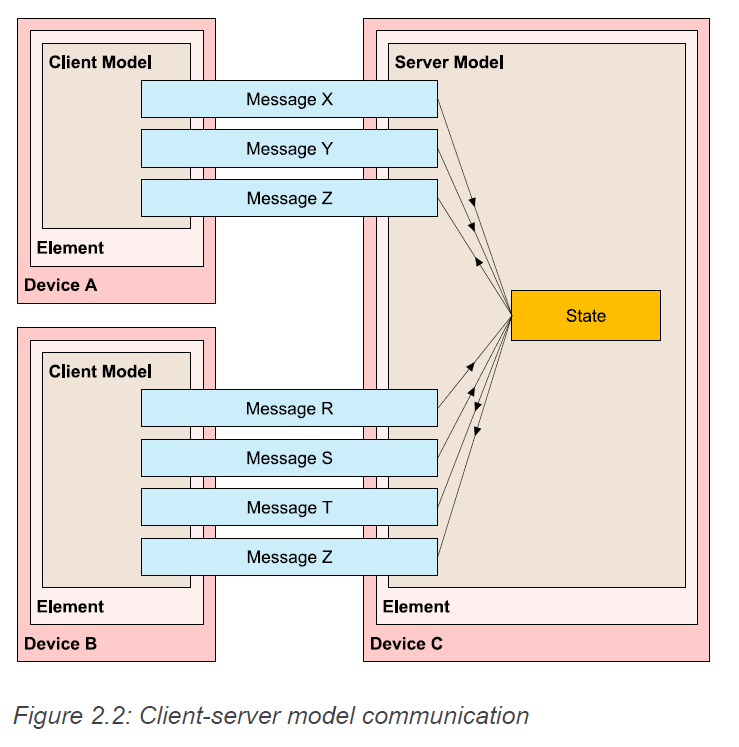 Client Model
Message X
Message Y
Message Z
Element
Device A
Client Model
Message R
Message S
Message T
Message Z
Element
Device B
Server Model
State
Element
Device C
Figure 2.2: Client-server model communication